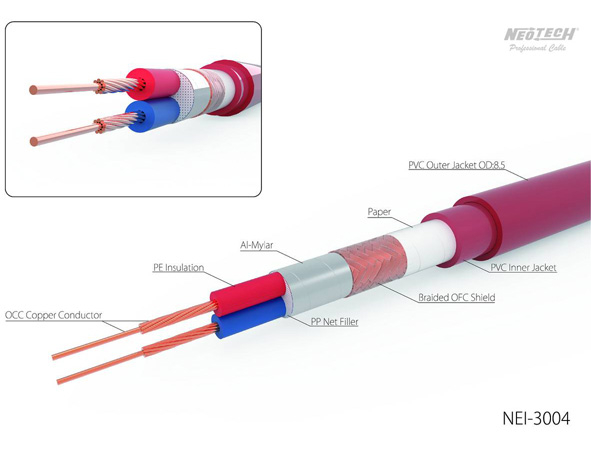 NEOTECH®
Professional Cable
PVC Outer Jacket OD:8.5
Paper
Al-Mylar
PE Insulation
PVC Inner Jacket
Braided OFC Shield
OCC Copper Conductor
PP Net Filler
NEI-3004